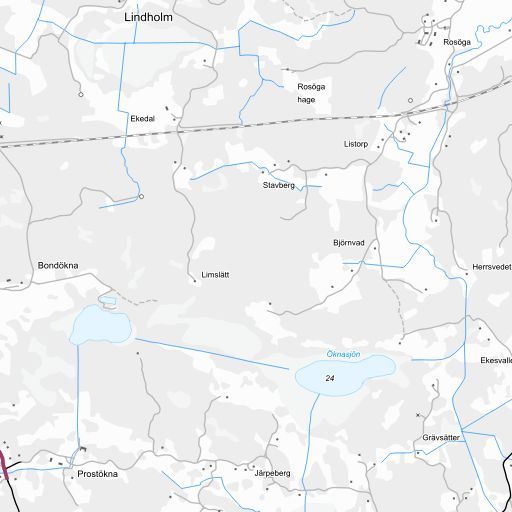 Lindholm
Rosöga
Rosöga
hage
Ekedal
Listorp
Stavberg
Björnvad
Bondökna
Limslätt
Herrsvedet
Öknasjön
Ekesvalle
24
Grävsätter
Prostökna
Järpeberg